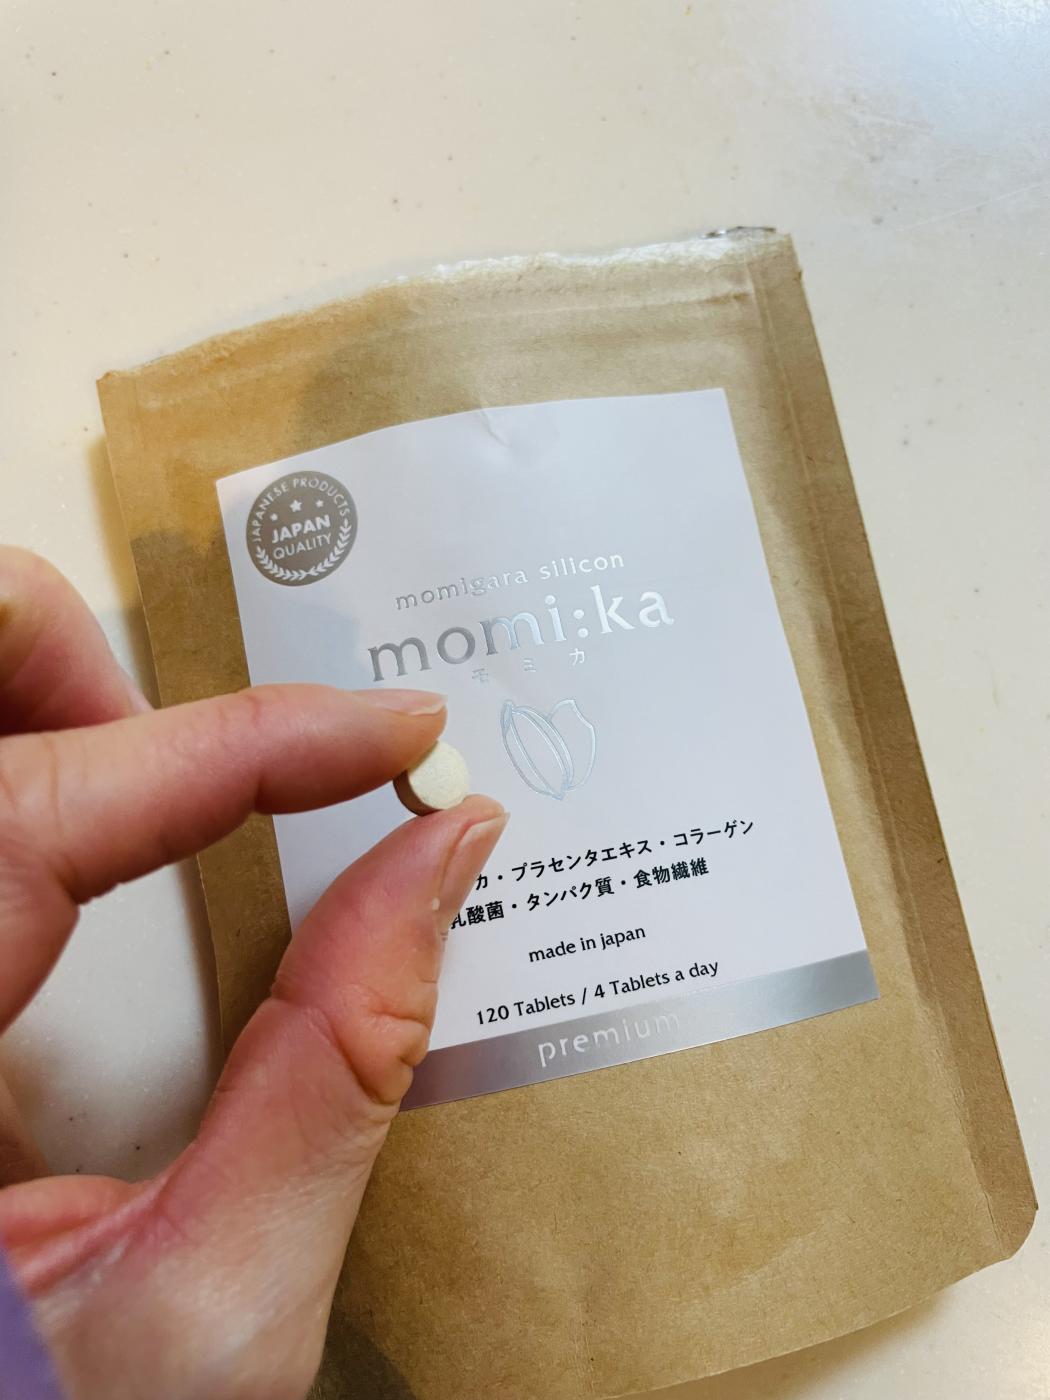 JAPANESE PRODUCTS
JAPAN
QUALITY
momigara silicon
momi:ka
モミカ
カ・プラセンタエキス・コラーゲン
乳酸菌・タンパク質・食物繊維
made in japan
120 Tablets / 4 Tablets a day
premium